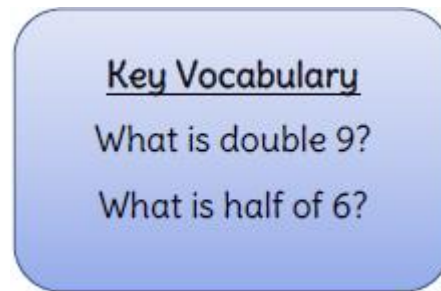 Key Vocabulary
What is double 9?
What is half of 6?